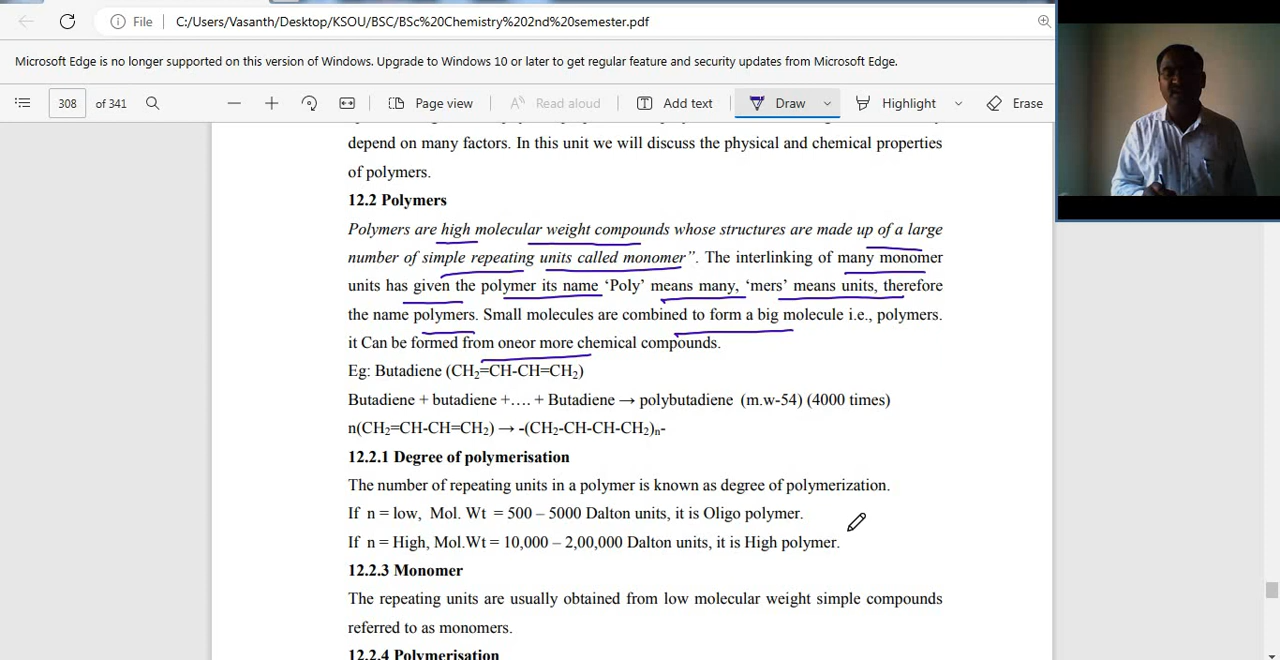 File C:/Users/Vasanth/Desktop/KSOU/BSC/BSc%20Chemistry%202nd%20semester.pdf
Microsoft Edge is no longer supported on this version of Windows. Upgrade to Windows 10 or later to get regular feature and security updates from Microsoft Edge.
308 of 341 Page view Read aloud Add text Draw Highlight Erase
depend on many factors. In this unit we will discuss the physical and chemical properties
of polymers.
12.2 Polymers
Polymers are high molecular weight compounds whose structures are made up of a large
number of simple repeating units called monomer”. The interlinking of many monomer
units has given the polymer its name ‘Poly’ means many, ‘mers’ means units, therefore
the name polymers. Small molecules are combined to form a big molecule i.e., polymers.
it Can be formed from oneor more chemical compounds.
Eg: Butadiene (CH₂=CH-CH=CH₂)
Butadiene + butadiene +…. + Butadiene → polybutadiene (m.w-54) (4000 times)
n(CH₂=CH-CH=CH₂) → -(CH₂-CH-CH-CH₂)ₙ-
12.2.1 Degree of polymerisation
The number of repeating units in a polymer is known as degree of polymerization.
If n = low, Mol. Wt = 500 – 5000 Dalton units, it is Oligo polymer.
If n = High, Mol.Wt = 10,000 – 2,00,000 Dalton units, it is High polymer.
12.2.3 Monomer
The repeating units are usually obtained from low molecular weight simple compounds
referred to as monomers.
12.2.4 Polymerisation